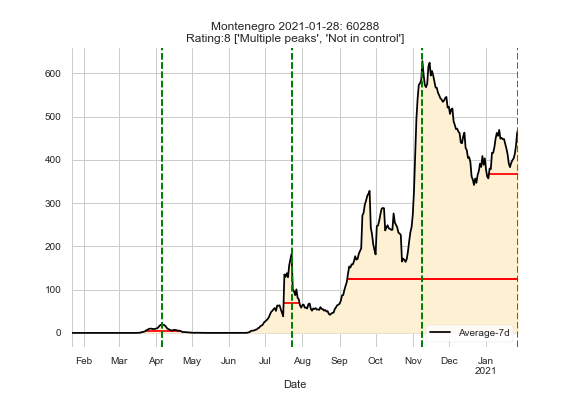 Montenegro 2021-01-28: 60288
Rating:8 ['Multiple peaks', 'Not in control']
600
500
400
300
200
100
0
Average-7d
Feb Mar Apr May Jun Jul Aug Sep Oct Nov Dec Jan
2021
Date